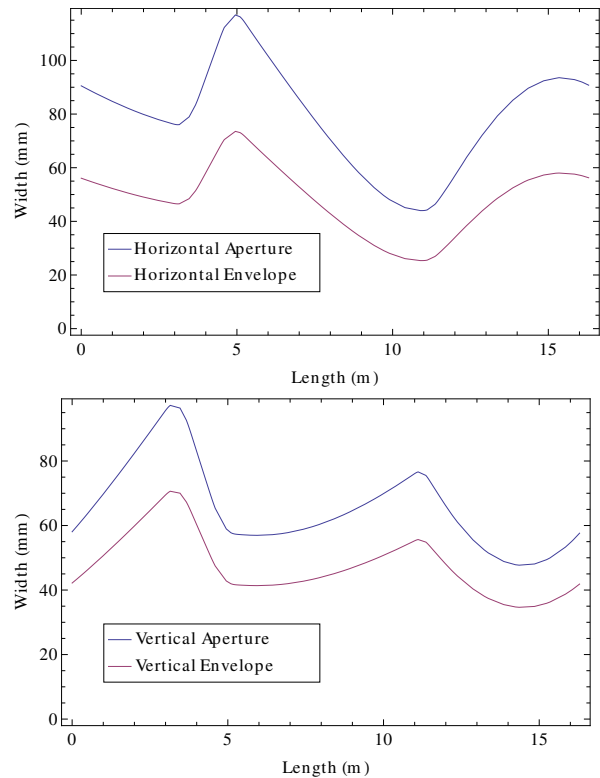 100
80
60
40
20
0
Width (mm)
Horizontal Aperture
Horizontal Envelope
0 5 10 15
Length (m)
80
60
40
20
0
Width (mm)
Vertical Aperture
Vertical Envelope
0 5 10 15
Length (m)